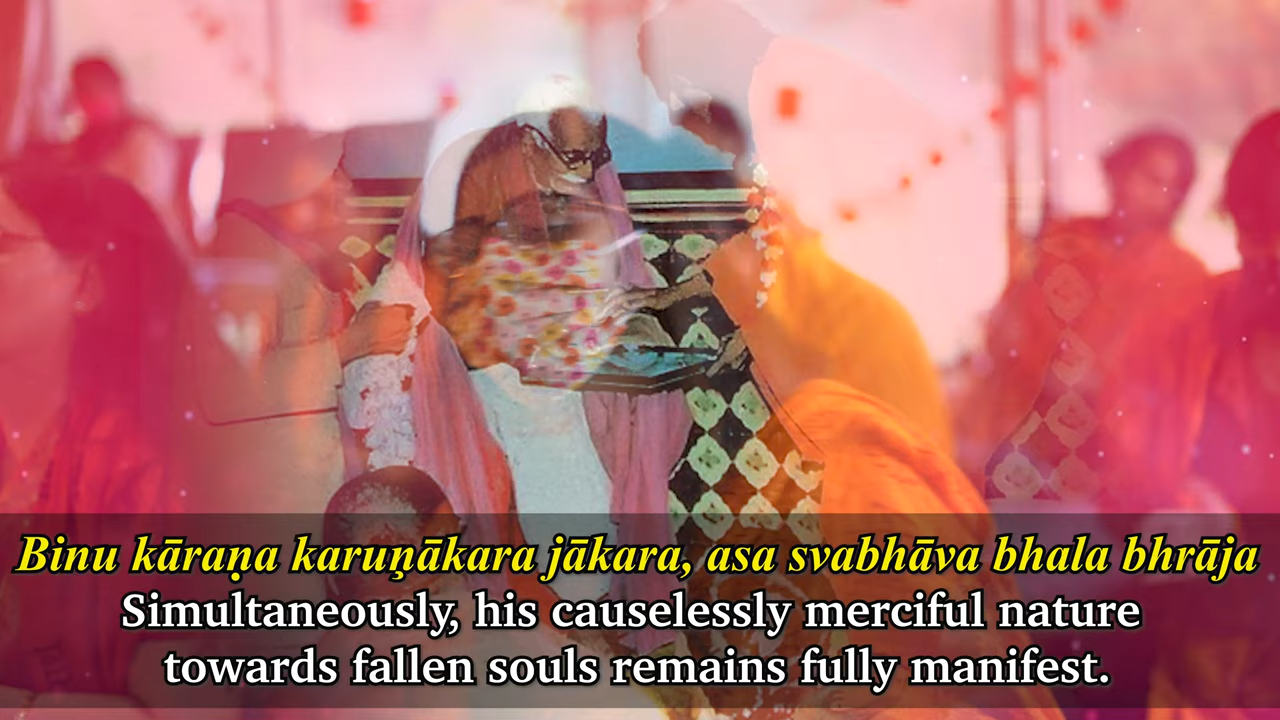 Binu kāraṇa karuṇākara jākara, asa svabhāva bhala bhrāja
Simultaneously, his causelessly merciful nature
towards fallen souls remains fully manifest.